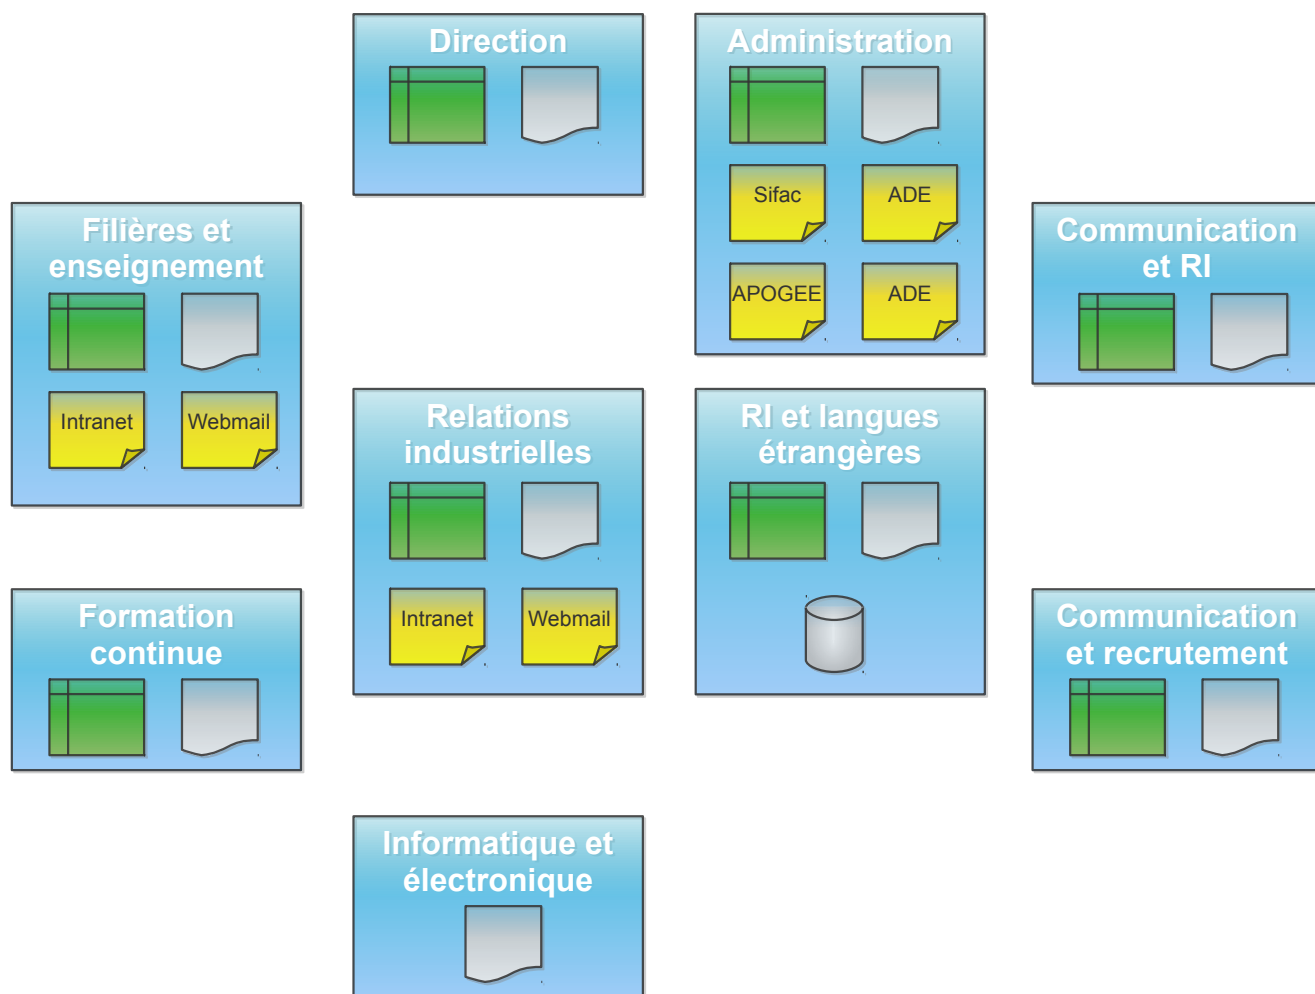 Direction
Administration
Sifac
ADE
APOGEE
ADE
Filières et
enseignement
Intranet
Webmail
Communication
et RI
Relations
industrielles
Intranet
Webmail
RI et langues
étrangères
Formation
continue
Communication
et recrutement
Informatique et
électronique